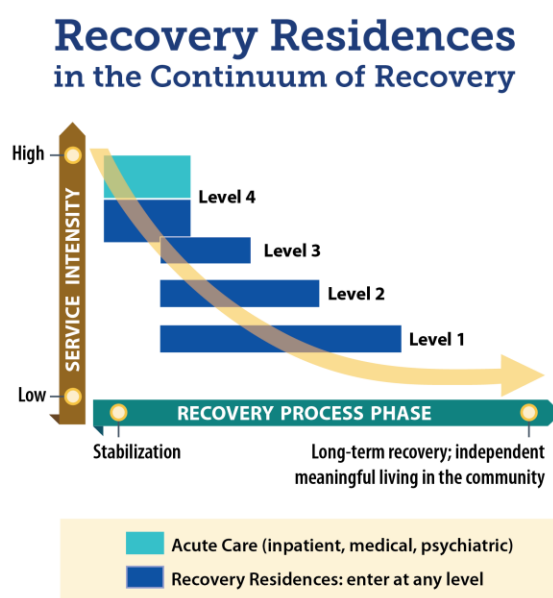 Recovery Residences
in the Continuum of Recovery
High
SERVICE INTENSITY
Low
Level 4
Level 3
Level 2
Level 1
RECOVERY PROCESS PHASE
Stabilization
Long-term recovery; independent
meaningful living in the community
Acute Care (inpatient, medical, psychiatric)
Recovery Residences: enter at any level